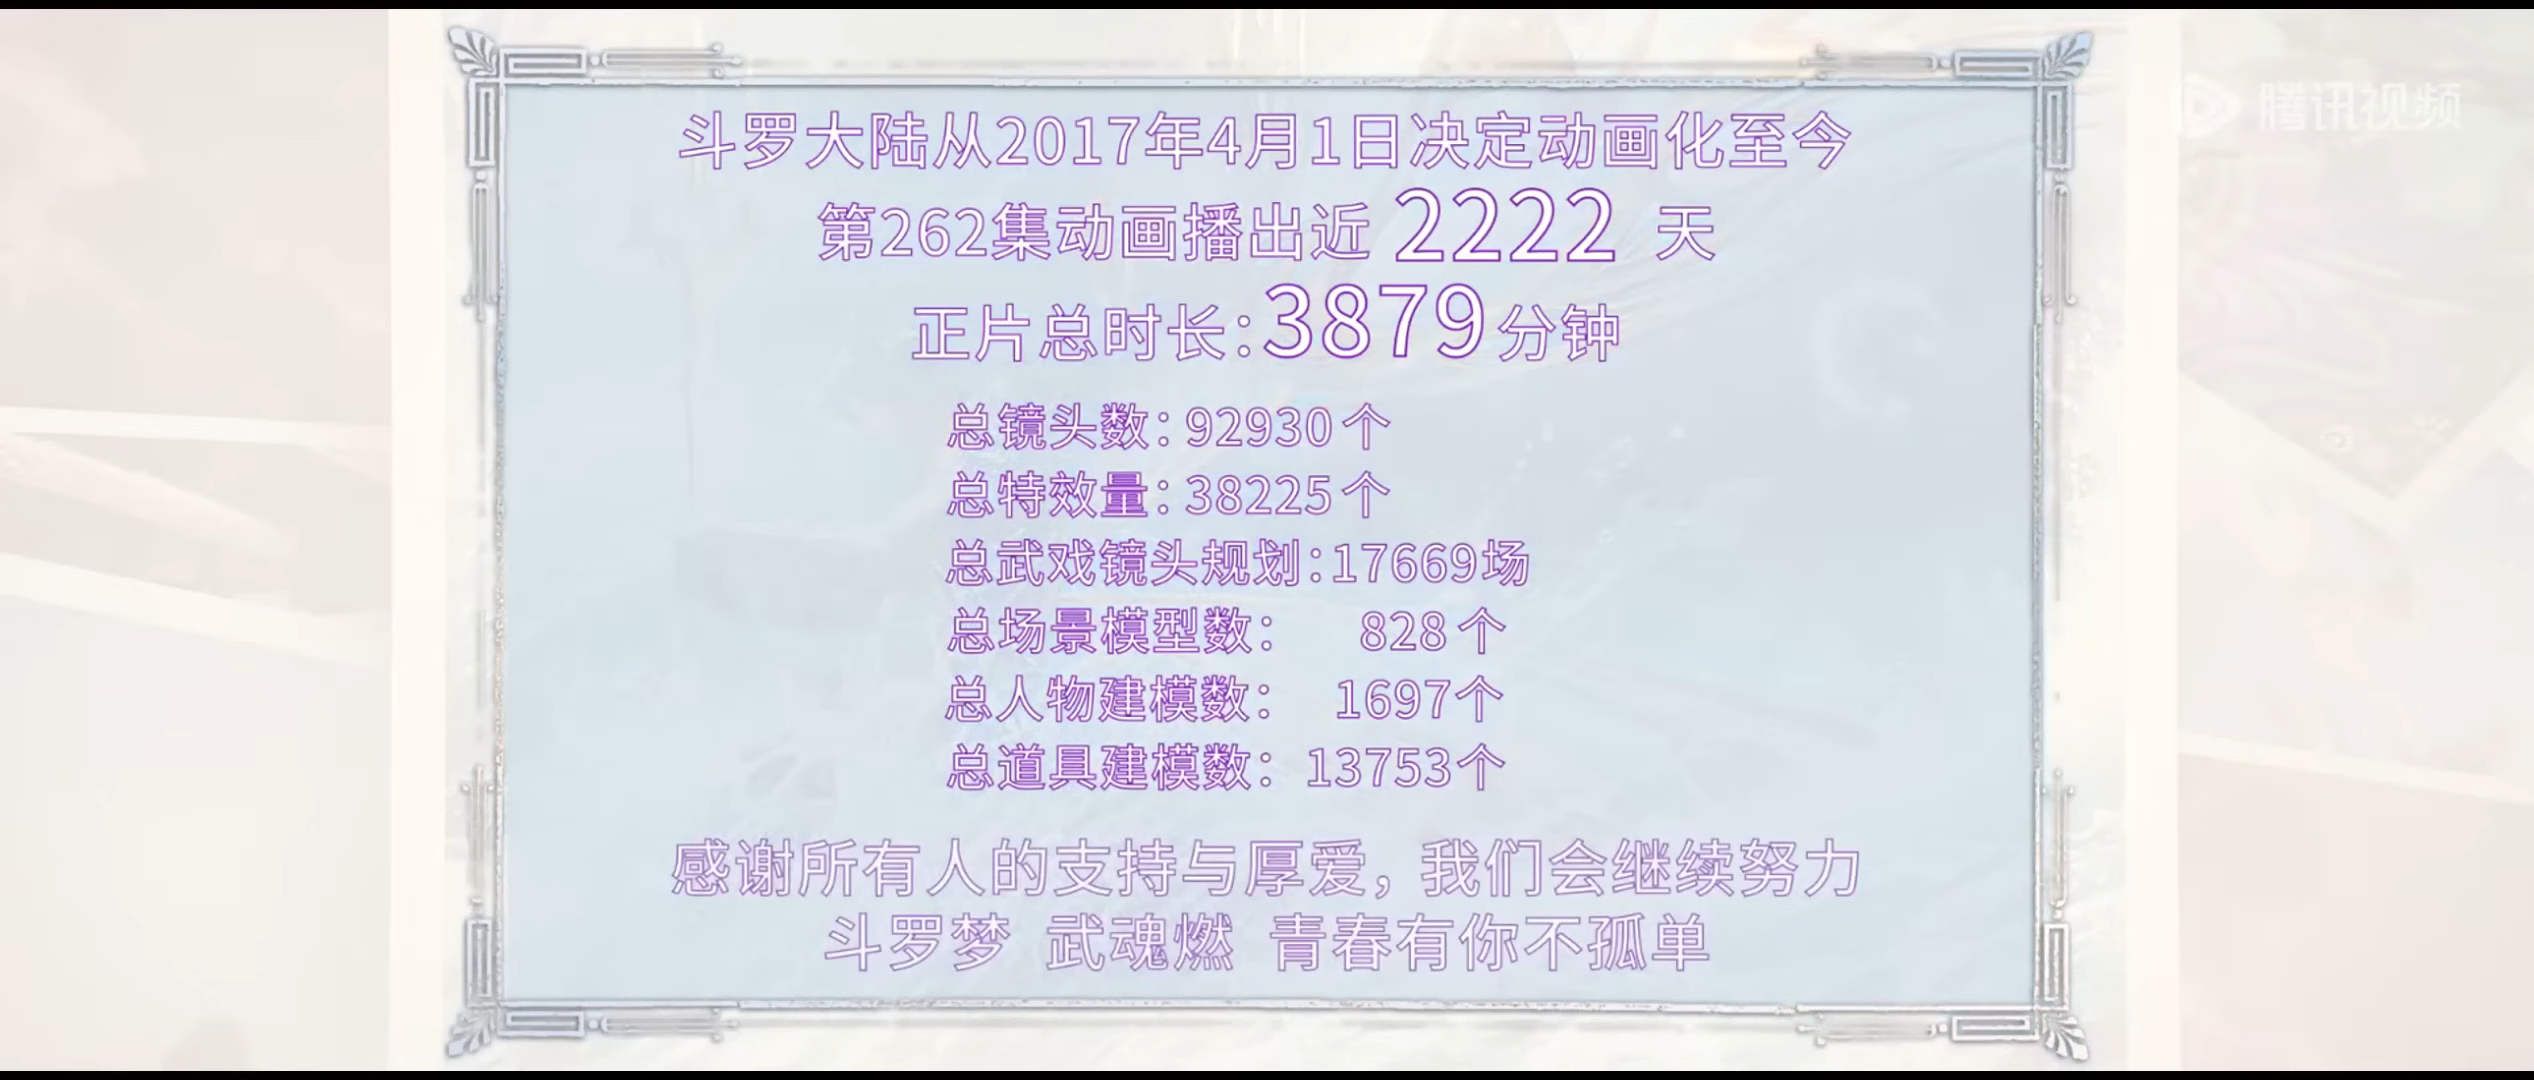 腾讯视频
斗罗大陆从2017年4月1日决定动画化至今
第262集动画播出近 2222 天
正片总时长:3879分钟
总镜头数:92930个
总特效量:38225个
总武戏镜头规划:17669场
总场景模型数: 828个
总人物建模数: 1697个
总道具建模数: 13753个
感谢所有人的支持与厚爱,我们会继续努力
斗罗梦 武魂燃 青春有你不孤单